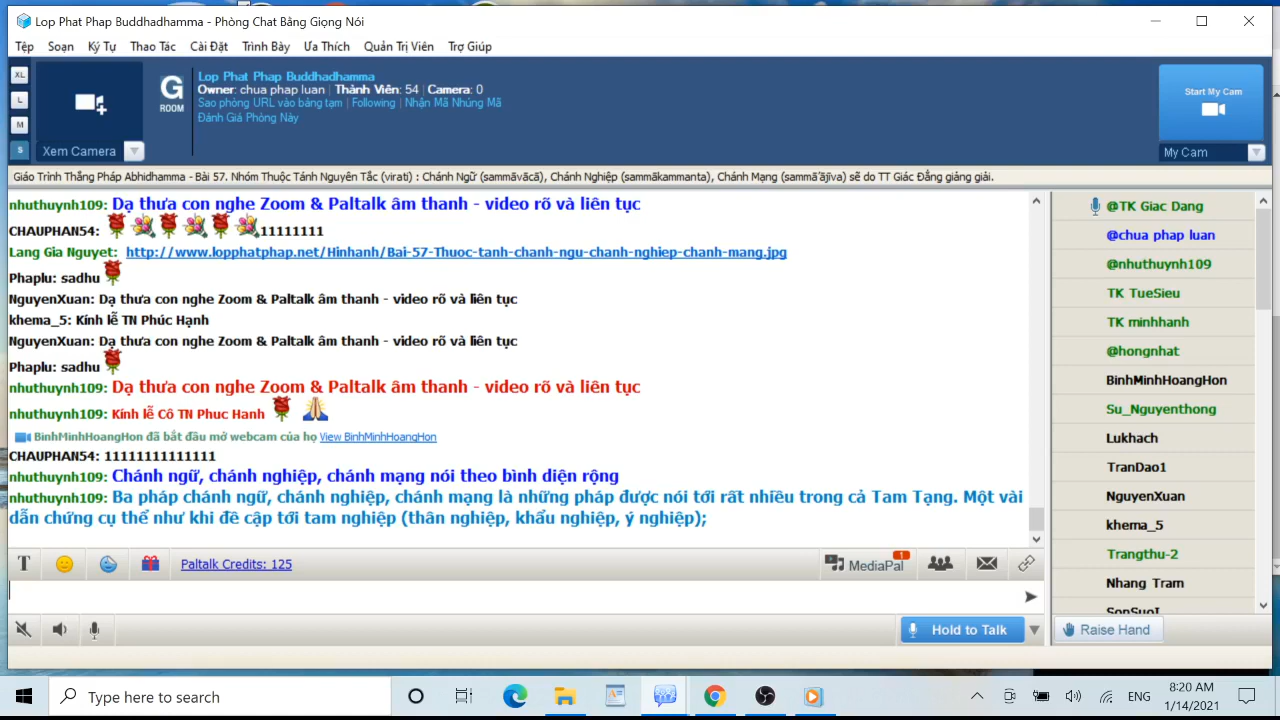 Lop Phat Phap Buddhadhamma - Phòng Chat Bằng Giọng Nói
Tệp Soạn Ký Tự Thao Tác Cài Đặt Trình Bày Ưa Thích Quản Trị Viên Trợ Giúp
XL
L
M
S
Xem Camera
G
ROOM
Lop Phat Phap Buddhadhamma
Owner: chua phap luan | Thành Viên: 54 | Camera: 0
Sao phòng URL vào bảng tạm | Following | Nhận Mã Nhúng Mã
Đánh Giá Phòng Này
Start My Cam
My Cam
Giáo Trình Thắng Pháp Abhidhamma - Bài 57. Nhóm Thuộc Tánh Nguyên Tắc (virati) : Chánh Ngữ (sammāvācā), Chánh Nghiệp (sammākammanta), Chánh Mạng (sammā'ājīva) sẽ do TT Giác Đẳng giảng giải.
nhuthuynh109: Dạ thưa con nghe Zoom & Paltalk âm thanh - video rõ và liên tục
CHAUPHAN54: 11111111
Lang Gia Nguyet: http://www.lopphatphap.net/Hinhanh/Bai-57-Thuoc-tanh-chanh-ngu-chanh-nghiep-chanh-mang.jpg
Phaplu: sadhu
NguyenXuan: Dạ thưa con nghe Zoom & Paltalk âm thanh - video rõ và liên tục
khema_5: Kính lễ TN Phúc Hạnh
NguyenXuan: Dạ thưa con nghe Zoom & Paltalk âm thanh - video rõ và liên tục
Phaplu: sadhu
nhuthuynh109: Dạ thưa con nghe Zoom & Paltalk âm thanh - video rõ và liên tục
nhuthuynh109: Kính lễ Cô TN Phuc Hanh
BinhMinhHoangHon đã bắt đầu mở webcam của họ View BinhMinhHoangHon
CHAUPHAN54: 1111111111111
nhuthuynh109: Chánh ngữ, chánh nghiệp, chánh mạng nói theo bình diện rộng
nhuthuynh109: Ba pháp chánh ngữ, chánh nghiệp, chánh mạng là những pháp được nói tới rất nhiều trong cả Tam Tạng. Một vài
dẫn chứng cụ thể như khi đề cập tới tam nghiệp (thân nghiệp, khẩu nghiệp, ý nghiệp);
@TK Giac Dang
@chua phap luan
@nhuthuynh109
TK TueSieu
TK minhhanh
@hongnhat
BinhMinhHoangHon
Su_Nguyenthong
Lukhach
TranDao1
NguyenXuan
khema_5
Trangthu-2
Nhang Tram
SonSuoI
T
Paltalk Credits: 125
MediaPal 1
Hold to Talk
Raise Hand
Type here to search
ENG
8:20 AM
1/14/2021